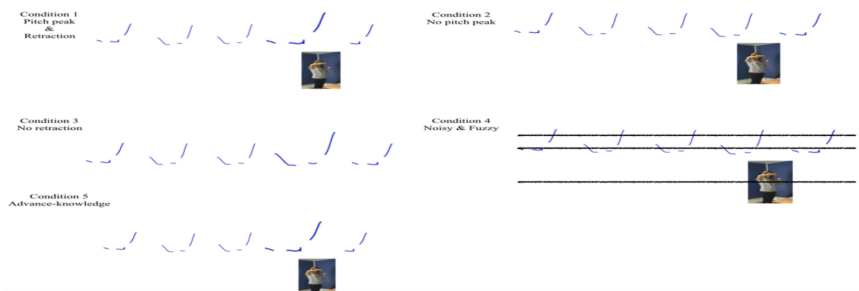 Condition 1
Pitch peak
&
Retraction
Condition 2
No pitch peak
Condition 3
No retraction
Condition 4
Noisy & Fuzzy
Condition 5
Advance-knowledge